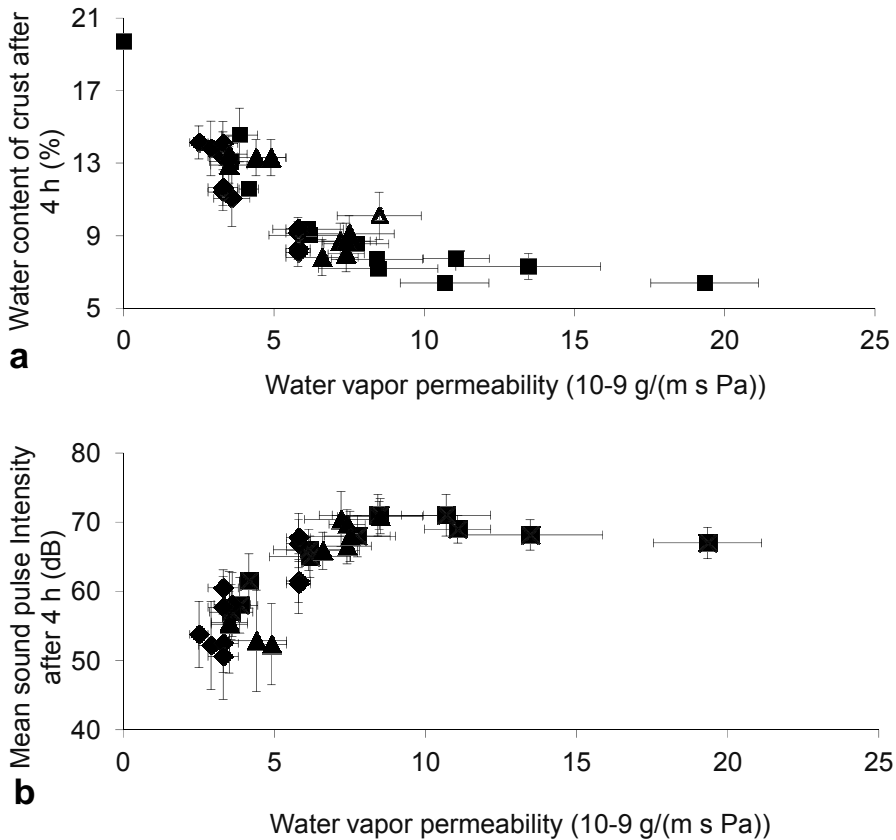 Water content of crust after
4 h (%)
21
17
13
9
5
0
5
10
15
20
25
a
Water vapor permeability (10-9 g/(m s Pa))
Mean sound pulse Intensity
after 4 h (dB)
80
70
60
50
40
0
5
10
15
20
25
b
Water vapor permeability (10-9 g/(m s Pa))